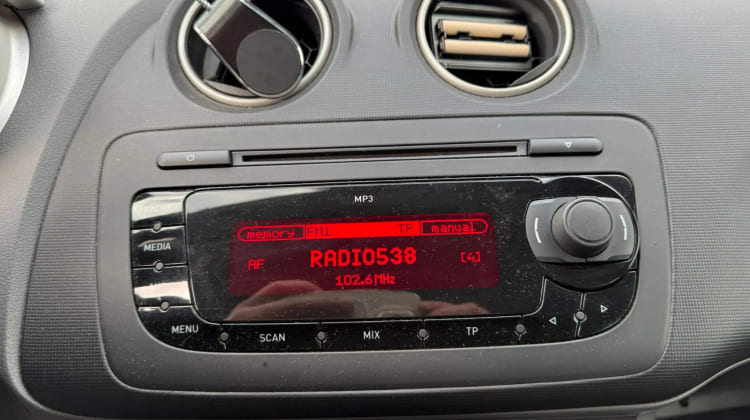 MP3
memory FM1 TP manual
AF RADIO538 [4]
102.6MHz
MEDIA
MENU SCAN MIX TP